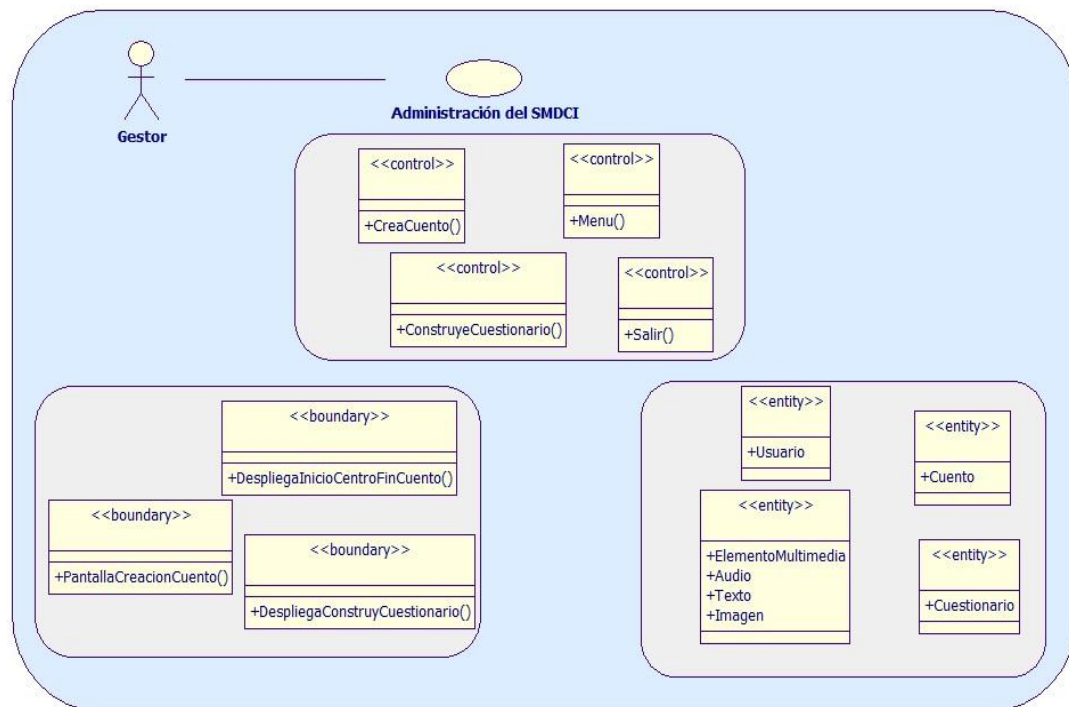 Gestor
Administración del SMDCI
<<control>>
+CreaCuento()
<<control>>
+Menu()
<<control>>
+ConstruyeCuestionario()
<<control>>
+Salir()
<<boundary>>
+DespliegaInicioCentroFinCuento()
<<boundary>>
+PantallaCreacionCuento()
<<boundary>>
+DespliegaConstruyCuestionario()
<<entity>>
+Usuario
<<entity>>
+Cuento
<<entity>>
+ElementoMultimedia
+Audio
+Texto
+Imagen
<<entity>>
+Cuestionario